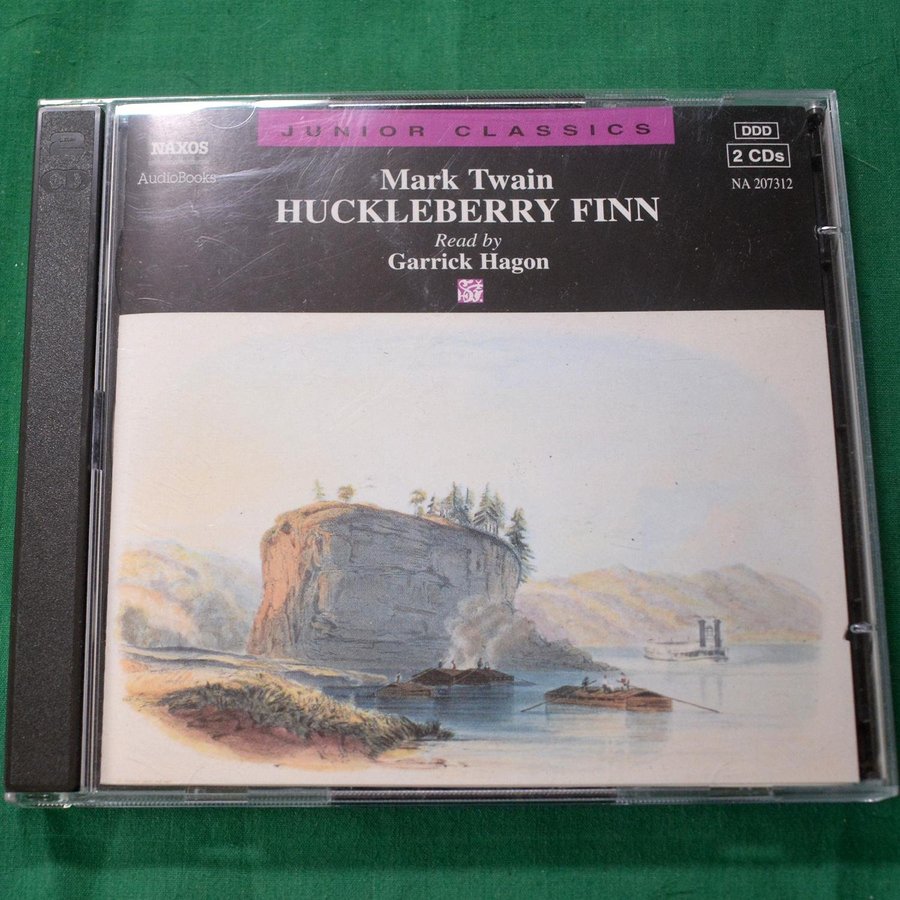 JUNIOR CLASSICS
NAXOS
AudioBooks
DDD
2 CDs
NA 207312
Mark Twain
HUCKLEBERRY FINN
Read by
Garrick Hagon